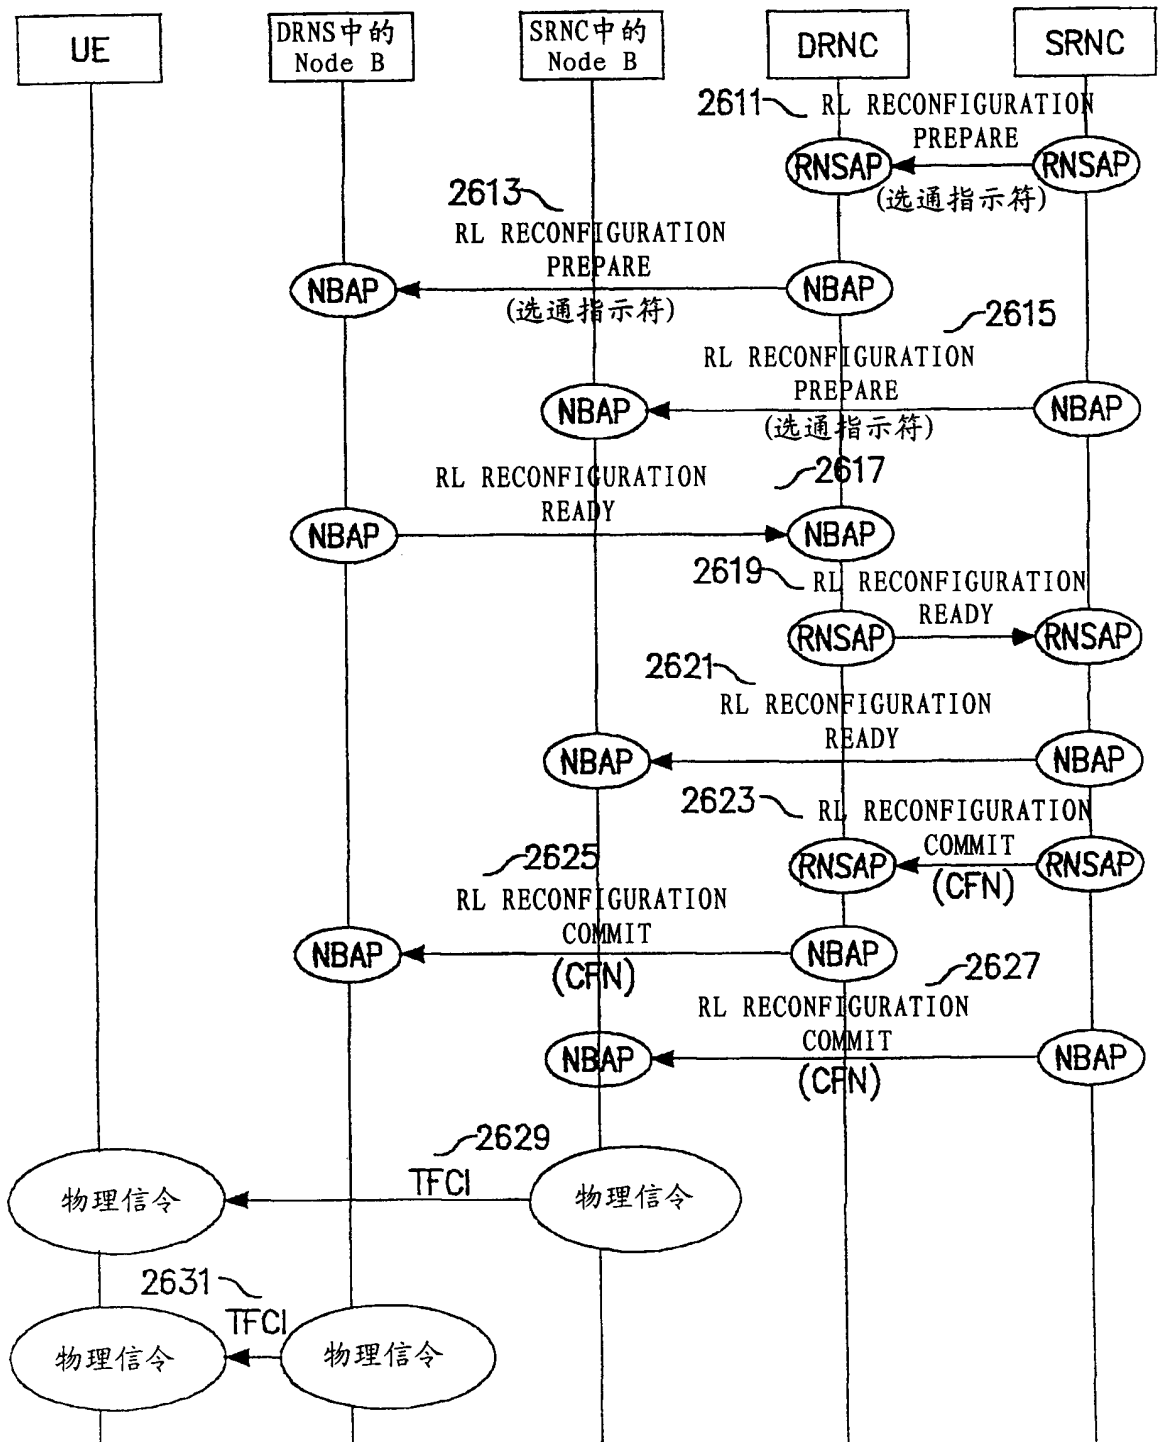 UE
DRNS中的
Node B
SRNC中的
Node B
DRNC
SRNC
2611
RL RECONFIGURATION
PREPARE
RNSAP
RNSAP
(选通指示符)
2613
RL RECONFIGURATION
PREPARE
NBAP
NBAP
(选通指示符)
2615
RL RECONFIGURATION
PREPARE
NBAP
NBAP
(选通指示符)
2617
RL RECONFIGURATION
READY
NBAP
NBAP
2619
RL RECONFIGURATION
READY
RNSAP
RNSAP
2621
RL RECONFIGURATION
READY
NBAP
NBAP
2623
RL RECONFIGURATION
COMMIT
RNSAP
RNSAP
(CFN)
2625
RL RECONFIGURATION
COMMIT
NBAP
NBAP
(CFN)
2627
RL RECONFIGURATION
COMMIT
NBAP
NBAP
(CFN)
2629
TFCI
物理信令
物理信令
2631
TFCI
物理信令
物理信令